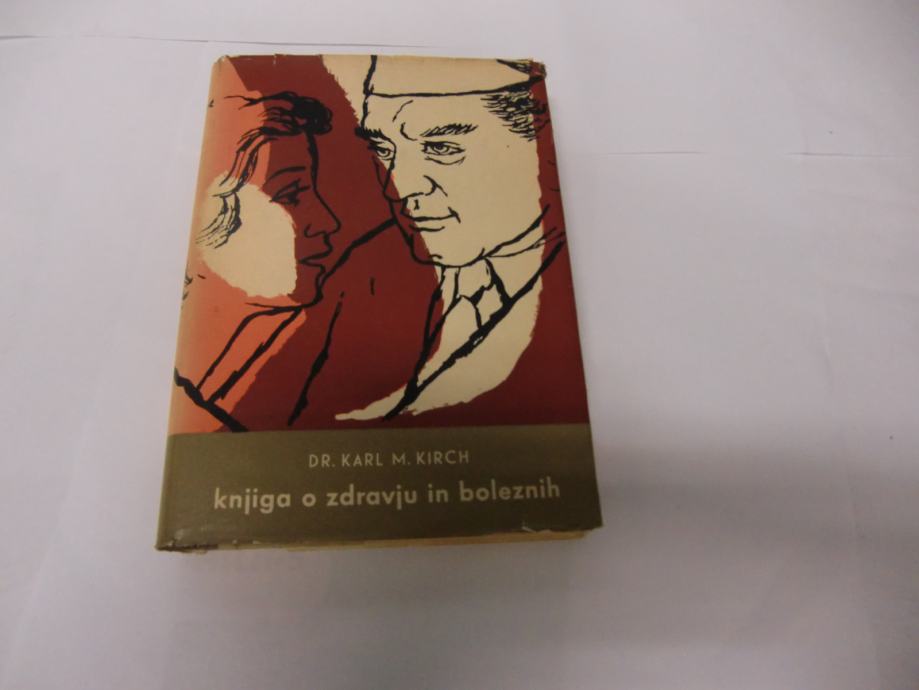 DR. KARL M. KIRCH
knjiga o zdravju in boleznih